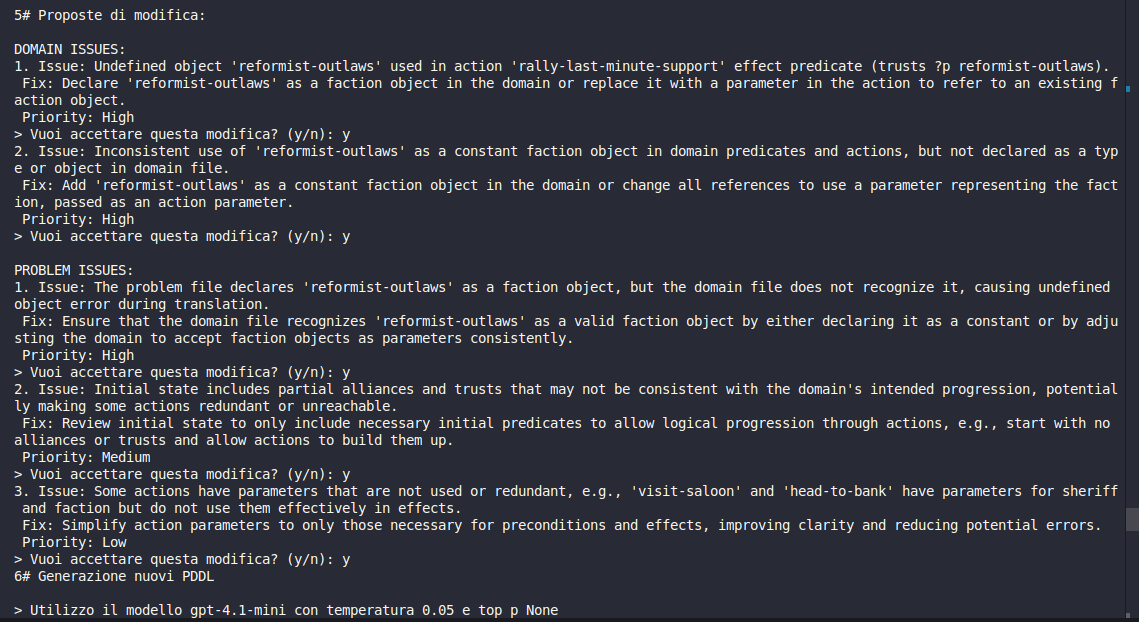 5# Proposte di modifica:
DOMAIN ISSUES:
1. Issue: Undefined object 'reformist-outlaws' used in action 'rally-last-minute-support' effect predicate (trusts ?p reformist-outlaws).
 Fix: Declare 'reformist-outlaws' as a faction object in the domain or replace it with a parameter in the action to refer to an existing f
action object.
 Priority: High
> Vuoi accettare questa modifica? (y/n): y
2. Issue: Inconsistent use of 'reformist-outlaws' as a constant faction object in domain predicates and actions, but not declared as a typ
e or object in domain file.
 Fix: Add 'reformist-outlaws' as a constant faction object in the domain or change all references to use a parameter representing the fact
ion, passed as an action parameter.
 Priority: High
> Vuoi accettare questa modifica? (y/n): y
PROBLEM ISSUES:
1. Issue: The problem file declares 'reformist-outlaws' as a faction object, but the domain file does not recognize it, causing undefined
object error during translation.
 Fix: Ensure that the domain file recognizes 'reformist-outlaws' as a valid faction object by either declaring it as a constant or by adju
sting the domain to accept faction objects as parameters consistently.
 Priority: High
> Vuoi accettare questa modifica? (y/n): y
2. Issue: Initial state includes partial alliances and trusts that may not be consistent with the domain's intended progression, potential
ly making some actions redundant or unreachable.
 Fix: Review initial state to only include necessary initial predicates to allow logical progression through actions, e.g., start with no
alliances or trusts and allow actions to build them up.
 Priority: Medium
> Vuoi accettare questa modifica? (y/n): y
3. Issue: Some actions have parameters that are not used or redundant, e.g., 'visit-saloon' and 'head-to-bank' have parameters for sheriff
 and faction but do not use them effectively in effects.
 Fix: Simplify action parameters to only those necessary for preconditions and effects, improving clarity and reducing potential errors.
 Priority: Low
> Vuoi accettare questa modifica? (y/n): y
6# Generazione nuovi PDDL
> Utilizzo il modello gpt-4.1-mini con temperatura 0.05 e top p None